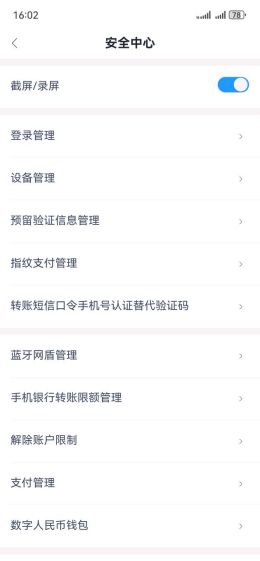 16:02
78
安全中心
截屏/录屏
登录管理
设备管理
预留验证信息管理
指纹支付管理
转账短信口令手机号认证替代验证码
蓝牙网盾管理
手机银行转账限额管理
解除账户限制
支付管理
数字人民币钱包